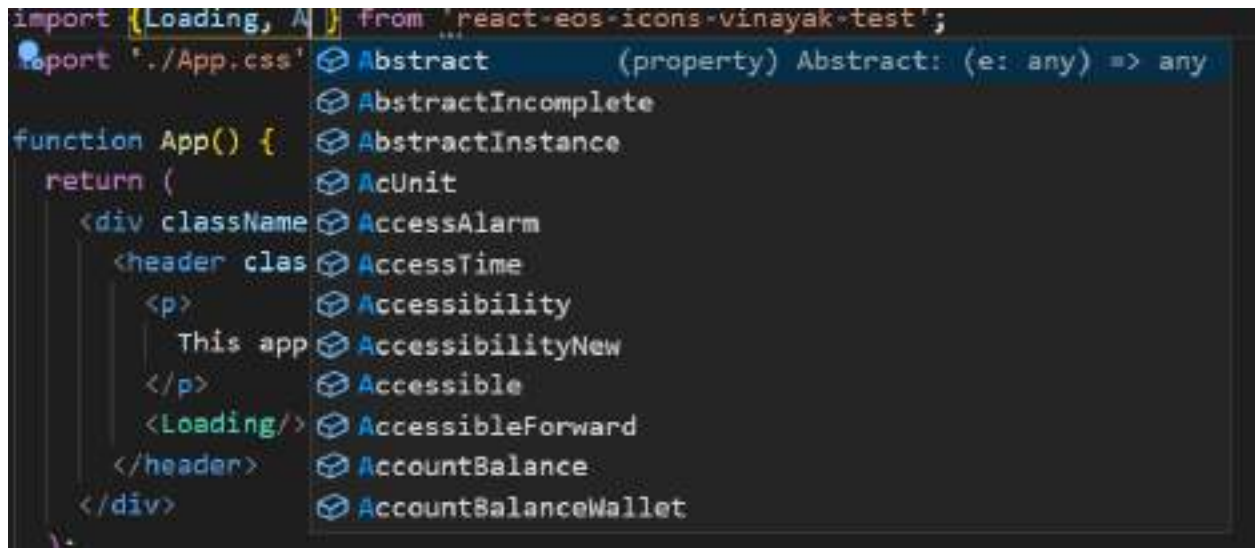 import {Loading, A } from 'react-eos-icons-vinayak-test';
port './App.css'
Abstract (property) Abstract: (e: any) => any
AbstractIncomplete
function App() {
AbstractInstance
return (
AcUnit
<div className
AccessAlarm
<header clas
AccessTime
<p>
Accessibility
This app
AccessibilityNew
</p>
Accessible
<Loading/>
AccessibleForward
</header>
AccountBalance
</div>
AccountBalanceWallet
);